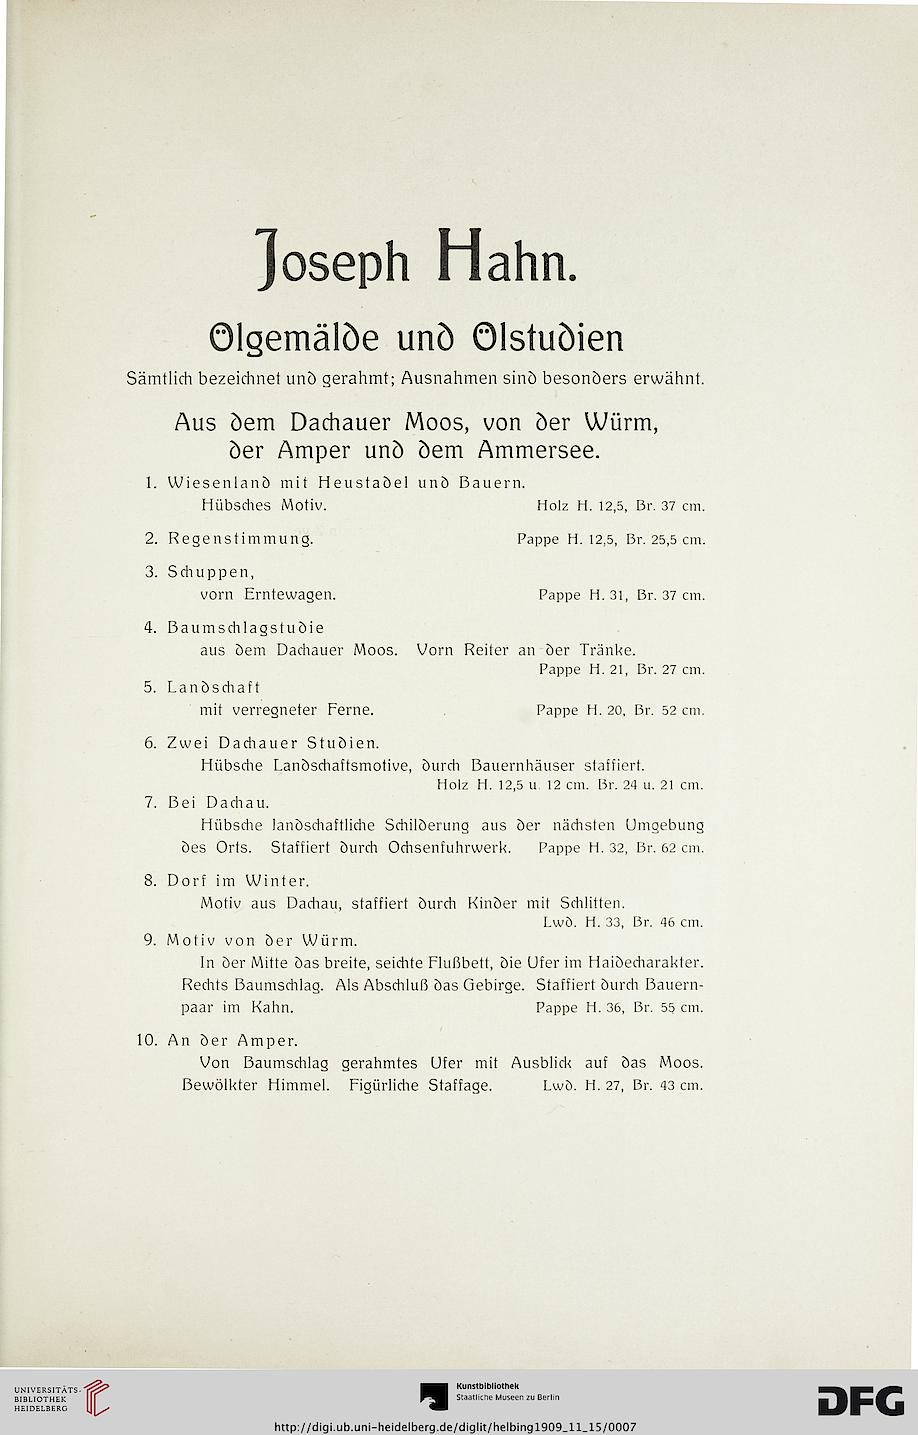 Joseph Hahn.
Ölgemälde und Ölstudien
Sämtlich bezeichnet und gerahmt; Ausnahmen sind besonders erwähnt.
Aus dem Dachauer Moos, von der Würm,
der Amper und dem Ammersee.
1. Wiesenland mit Heustadel und Bauern.
Hübsches Motiv. Holz H. 12,5, Br. 37 cm.
2. Regenstimmung. Pappe H. 12,5, Br. 25,5 cm.
3. Schuppen,
vorn Erntewagen. Pappe H. 31, Br. 37 cm.
4. Baumschlagstudie
aus dem Dachauer Moos. Vorn Reiter an der Tränke.
Pappe H. 21, Br. 27 cm.
5. Landschaft
mit verregneter Ferne. Pappe H. 20, Br. 52 cm.
6. Zwei Dachauer Studien.
Hübsche Landschaftsmotive, durch Bauernhäuser staffiert.
Holz H. 12,5 u. 12 cm. Br. 24 u. 21 cm.
7. Bei Dachau.
Hübsche landschaftliche Schilderung aus der nächsten Umgebung
des Orts. Staffiert durch Ochsenfuhrwerk. Pappe H. 32, Br. 62 cm.
8. Dorf im Winter.
Motiv aus Dachau, staffiert durch Kinder mit Schlitten.
Lwd. H. 33, Br. 46 cm.
9. Motiv von der Würm.
In der Mitte das breite, seichte Flußbett, die Ufer im Haidecharakter.
Rechts Baumschlag. Als Abschluß das Gebirge. Staffiert durch Bauern-
paar im Kahn. Pappe H. 36, Br. 55 cm.
10. An der Amper.
Von Baumschlag gerahmtes Ufer mit Ausblick auf das Moos.
Bewölkter Himmel. Figürliche Staffage. Lwd. H. 27, Br. 43 cm.
UNIVERSITÄTS-
BIBLIOTHEK
HEIDELBERG
Kunstbibliothek
Staatliche Museen zu Berlin
DFG
http://digi.ub.uni-heidelberg.de/diglit/helbing1909_11_15/0007